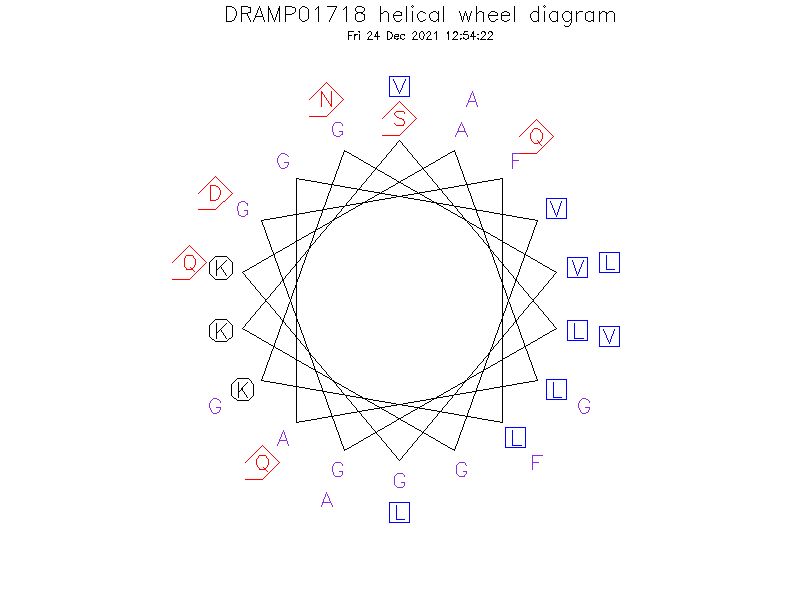 DRAMP01718 helical wheel diagram
Fri 24 Dec 2021 12:54:22
V
N A
S
G A
Q
G F
D
G V
Q K V L
K L V
K L
G G
A L
Q F
G G
G
A
L